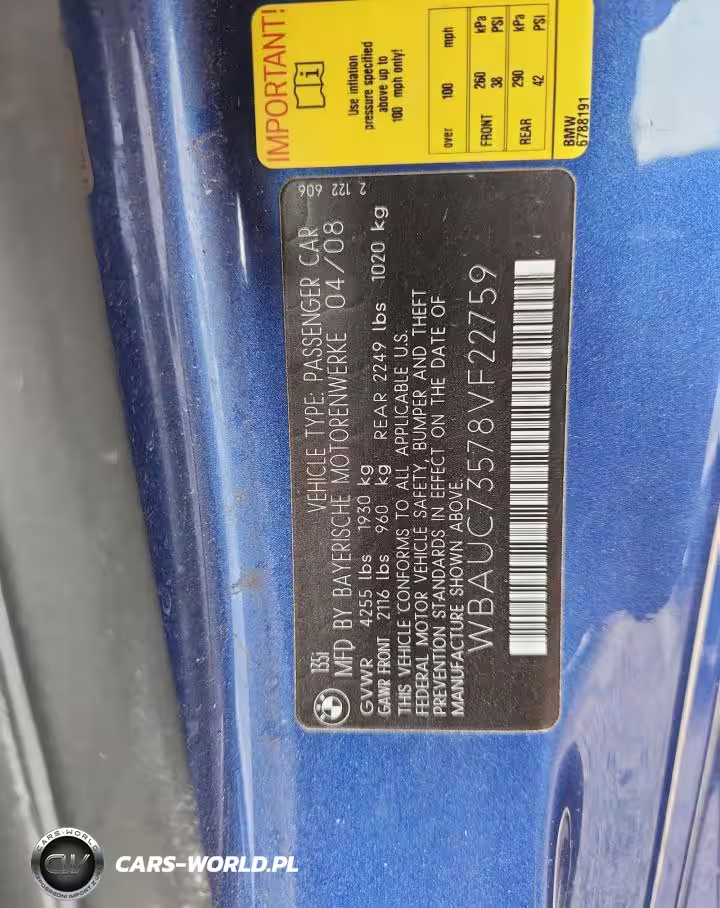 IMPORTANT!
Use inflation
pressure specified
above up to
100 mph only!
over 100 mph
FRONT 260 kPa
38 PSI
REAR 290 kPa
42 PSI
BMW
6788191
2 122 606
135i VEHICLE TYPE: PASSENGER CAR
MFD BY BAYERISCHE MOTORENWERKE 04/08
GVWR 4255 lbs 1930 kg
GAWR FRONT 2116 lbs 960 kg REAR 2249 lbs 1020 kg
THIS VEHICLE CONFORMS TO ALL APPLICABLE U.S.
FEDERAL MOTOR VEHICLE SAFETY, BUMPER AND THEFT
PREVENTION STANDARDS IN EFFECT ON THE DATE OF
MANUFACTURE SHOWN ABOVE.
WBAUC73578VF22759
CARS-WORLD
CW
CARS-WORLD.PL